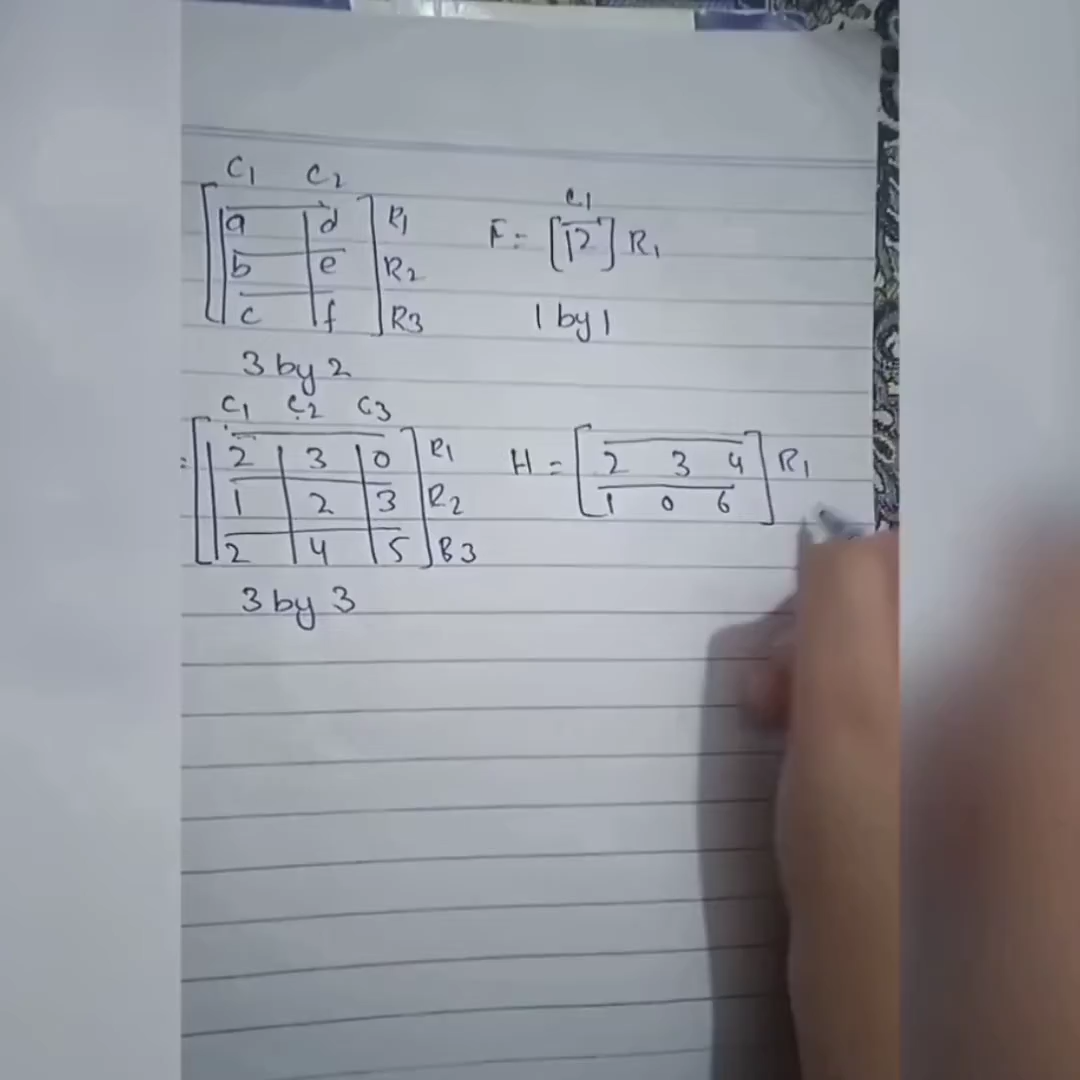 C1 C2
a d R1
b e R2
c f R3
3 by 2
C1
F = [12] R1
1 by 1
C1 C2 C3
= 2 3 0 R1
1 2 3 R2
2 4 5 R3
3 by 3
H = 2 3 4 R1
1 0 6